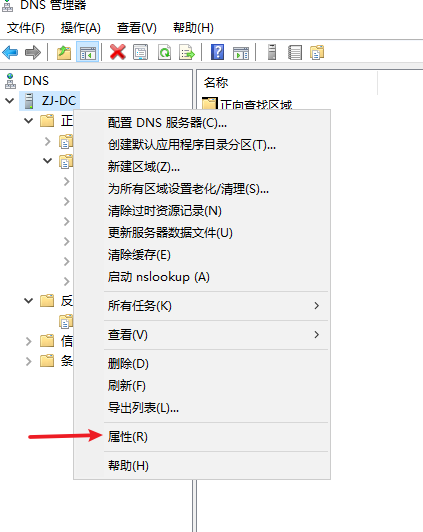 DNS 管理器
文件(F) 操作(A) 查看(V) 帮助(H)
DNS
名称
ZJ-DC
正向查找区域
正
反
信
条
配置 DNS 服务器(C)...
创建默认应用程序目录分区(T)...
新建区域(Z)...
为所有区域设置老化/清理(S)...
清除过时资源记录(N)
更新服务器数据文件(U)
清除缓存(E)
启动 nslookup (A)
所有任务(K)
查看(V)
删除(D)
刷新(F)
导出列表(L)...
属性(R)
帮助(H)